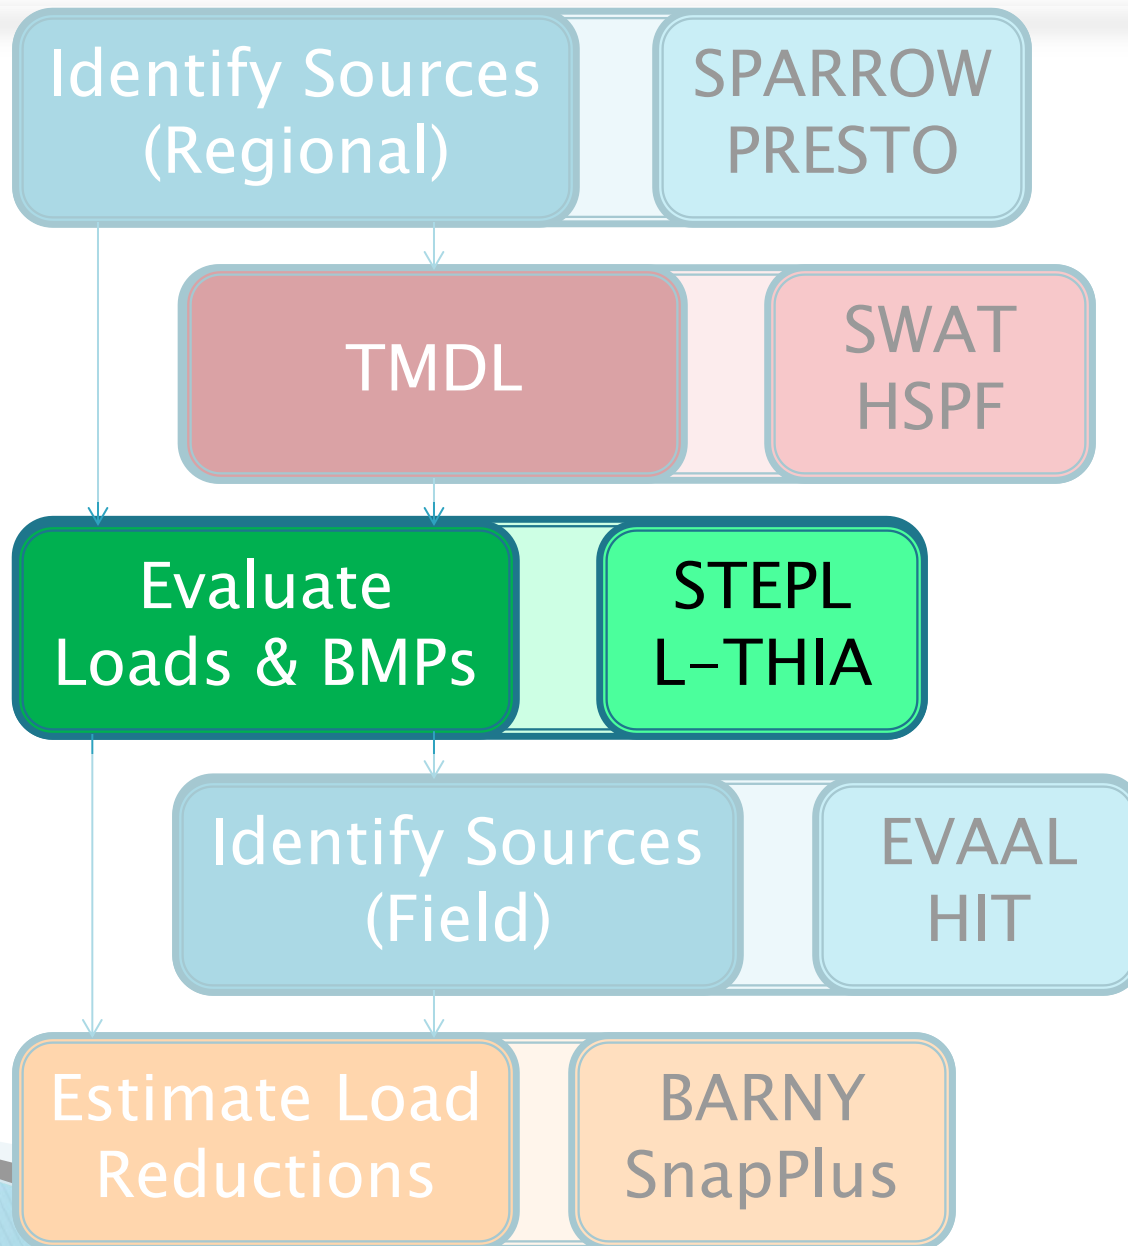 Identify Sources
(Regional)
SPARROW
PRESTO
TMDL
SWAT
HSPF
Evaluate
Loads & BMPs
STEPL
L-THIA
Identify Sources
(Field)
EVAAL
HIT
Estimate Load
Reductions
BARNY
SnapPlus